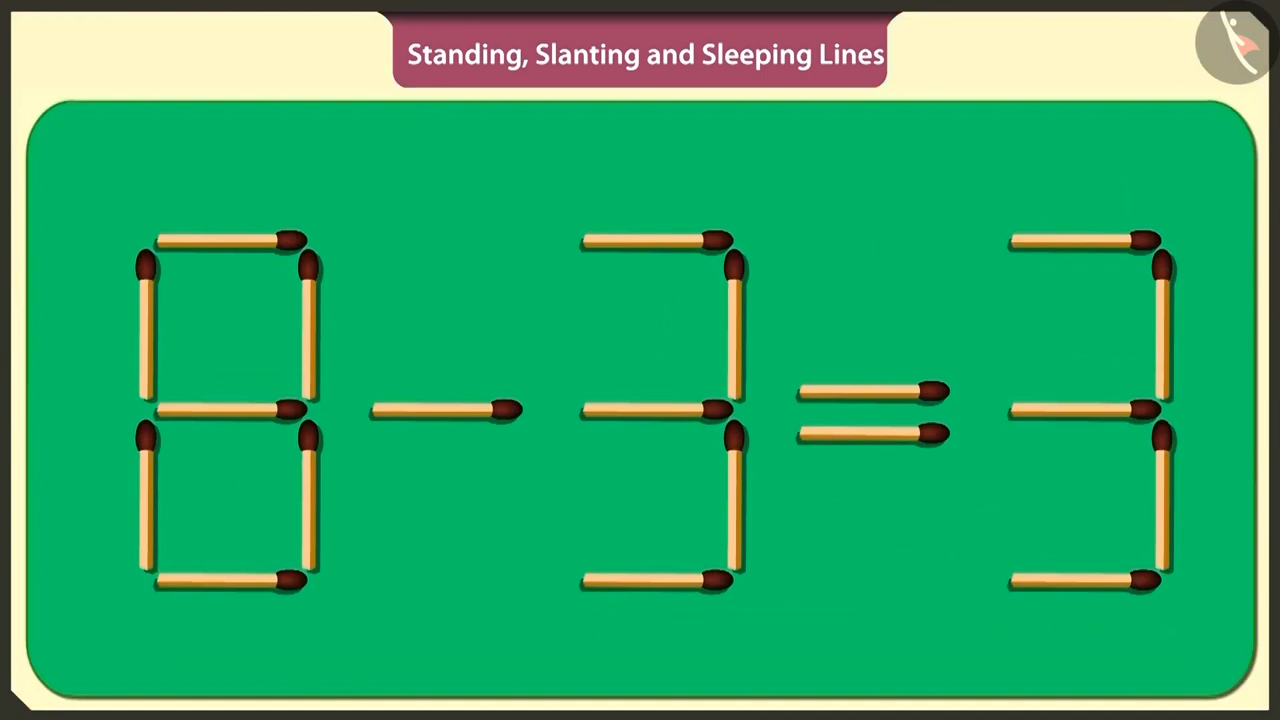 Standing, Slanting and Sleeping Lines
8 - 3 = 3